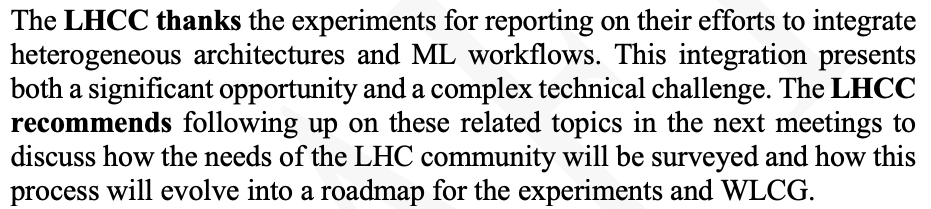 The LHCC thanks the experiments for reporting on their efforts to integrate
heterogeneous architectures and ML workflows. This integration presents
both a significant opportunity and a complex technical challenge. The LHCC
recommends following up on these related topics in the next meetings to
discuss how the needs of the LHC community will be surveyed and how this
process will evolve into a roadmap for the experiments and WLCG.